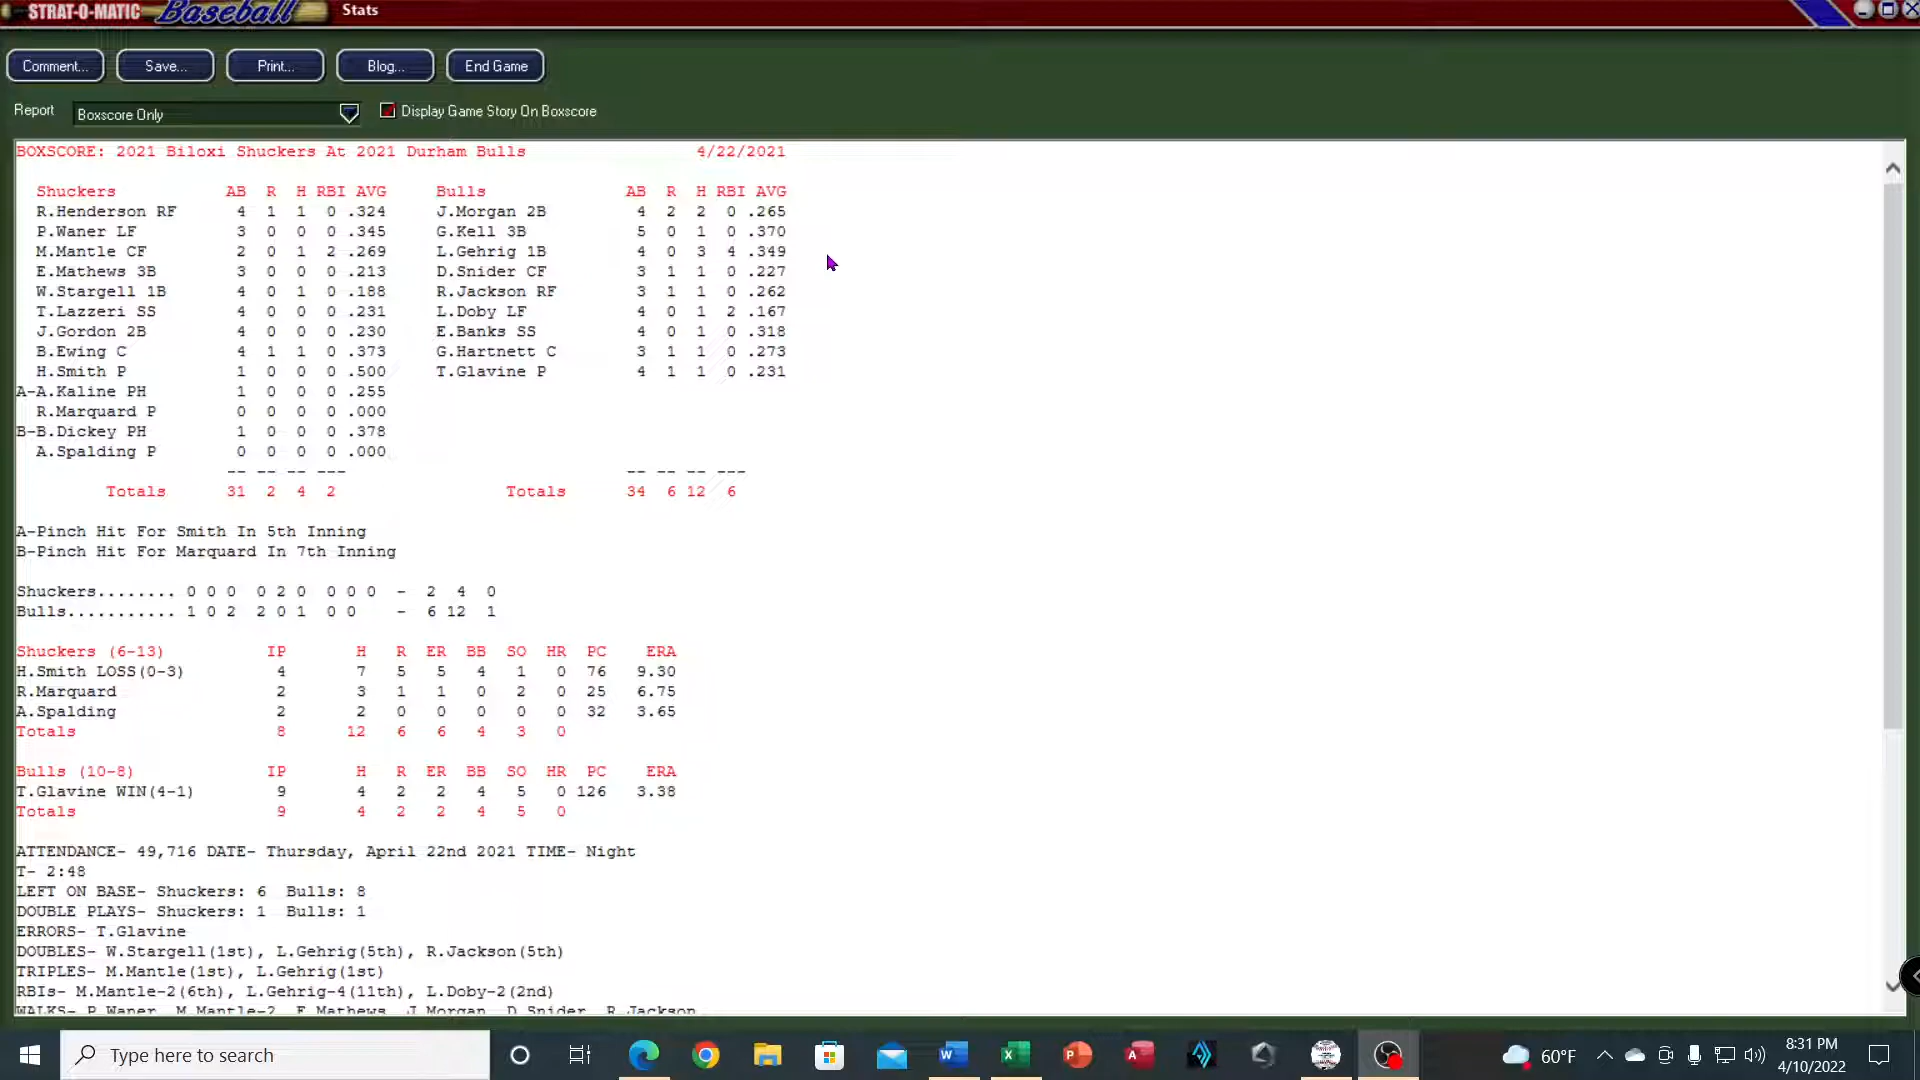 STRAT-O-MATIC Baseball Stats
Comment... Save... Print... Blog... End Game
Report Boxscore Only Display Game Story On Boxscore
BOXSCORE: 2021 Biloxi Shuckers At 2021 Durham Bulls 4/22/2021
Shuckers AB R H RBI AVG Bulls AB R H RBI AVG
R.Henderson RF 4 1 1 0 .324 J.Morgan 2B 4 2 2 0 .265
P.Waner LF 3 0 0 0 .345 G.Kell 3B 5 0 1 0 .370
M.Mantle CF 2 0 1 2 .269 L.Gehrig 1B 4 0 3 4 .349
E.Mathews 3B 3 0 0 0 .213 D.Snider CF 3 1 1 0 .227
W.Stargell 1B 4 0 1 0 .188 R.Jackson RF 3 1 1 0 .262
T.Lazzeri SS 4 0 0 0 .231 L.Doby LF 4 0 1 2 .167
J.Gordon 2B 4 0 0 0 .230 E.Banks SS 4 0 1 0 .318
B.Ewing C 4 1 1 0 .373 G.Hartnett C 3 1 1 0 .273
H.Smith P 1 0 0 0 .500 T.Glavine P 4 1 1 0 .231
A-A.Kaline PH 1 0 0 0 .255
R.Marquard P 0 0 0 0 .000
B-B.Dickey PH 1 0 0 0 .378
A.Spalding P 0 0 0 0 .000
-- -- -- --- -- -- -- ---
Totals 31 2 4 2 Totals 34 6 12 6
A-Pinch Hit For Smith In 5th Inning
B-Pinch Hit For Marquard In 7th Inning
Shuckers........ 0 0 0 0 2 0 0 0 0 - 2 4 0
Bulls........... 1 0 2 2 0 1 0 0 - 6 12 1
Shuckers (6-13) IP H R ER BB SO HR PC ERA
H.Smith LOSS(0-3) 4 7 5 5 4 1 0 76 9.30
R.Marquard 2 3 1 1 0 2 0 25 6.75
A.Spalding 2 2 0 0 0 0 0 32 3.65
Totals 8 12 6 6 4 3 0
Bulls (10-8) IP H R ER BB SO HR PC ERA
T.Glavine WIN(4-1) 9 4 2 2 4 5 0 126 3.38
Totals 9 4 2 2 4 5 0
ATTENDANCE- 49,716 DATE- Thursday, April 22nd 2021 TIME- Night
T- 2:48
LEFT ON BASE- Shuckers: 6 Bulls: 8
DOUBLE PLAYS- Shuckers: 1 Bulls: 1
ERRORS- T.Glavine
DOUBLES- W.Stargell(1st), L.Gehrig(5th), R.Jackson(5th)
TRIPLES- M.Mantle(1st), L.Gehrig(1st)
RBIs- M.Mantle-2(6th), L.Gehrig-4(11th), L.Doby-2(2nd)
WALKS- P.Waner, M.Mantle-2, E.Mathews, J.Morgan, D.Snider, R.Jackson
Type here to search
60°F
8:31 PM
4/10/2022